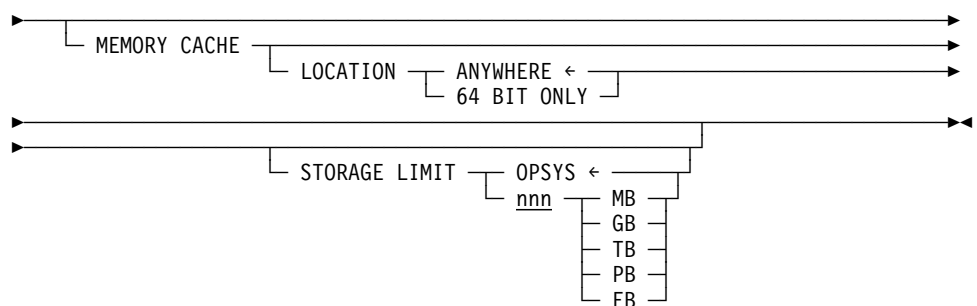 MEMORY CACHE
LOCATION ANYWHERE ←
64 BIT ONLY
STORAGE LIMIT OPSYS ←
nnn MB
GB
TB
PB
EB